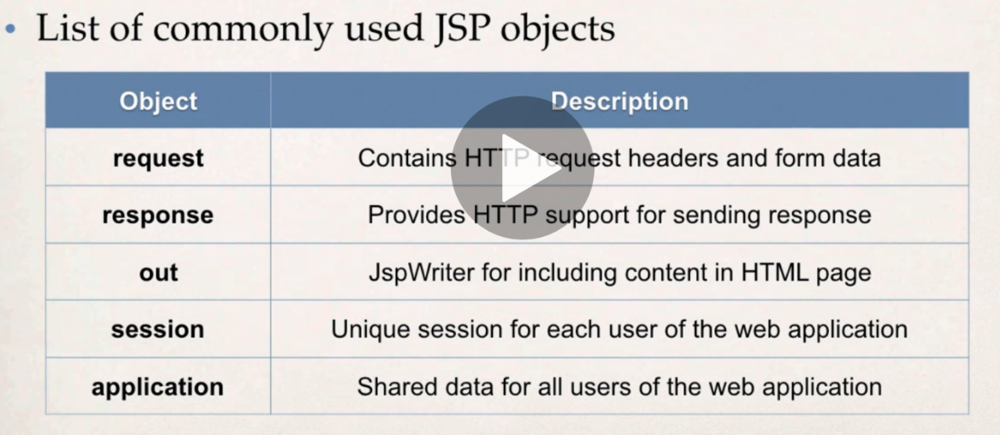 • List of commonly used JSP objects
Object Description
request Contains HTTP request headers and form data
response Provides HTTP support for sending response
out JspWriter for including content in HTML page
session Unique session for each user of the web application
application Shared data for all users of the web application